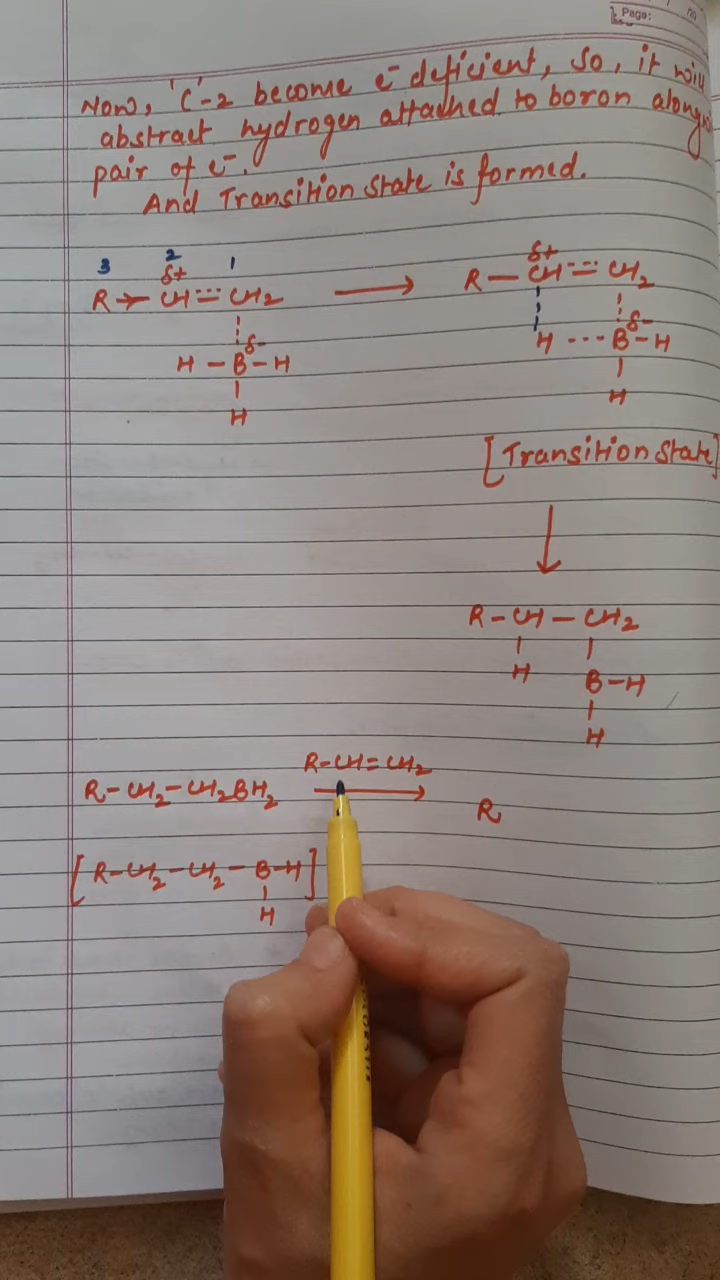 Page:
Now, 'C'-2 become e⁻ deficient, So, it will
abstract hydrogen attached to boron along
pair of e⁻.
And Transition State is formed.
3 2 1
δ+ δ+
R → CH ═ CH₂ ⟶ R — CH ═ CH₂
δ- δ-
H — B — H H --- B — H
H H
[Transition State]
↓
R — CH — CH₂
H B — H
H
R-CH=CH₂
R-CH₂-CH₂BH₂ ⟶ R
[R-CH₂-CH₂-B-H]
H